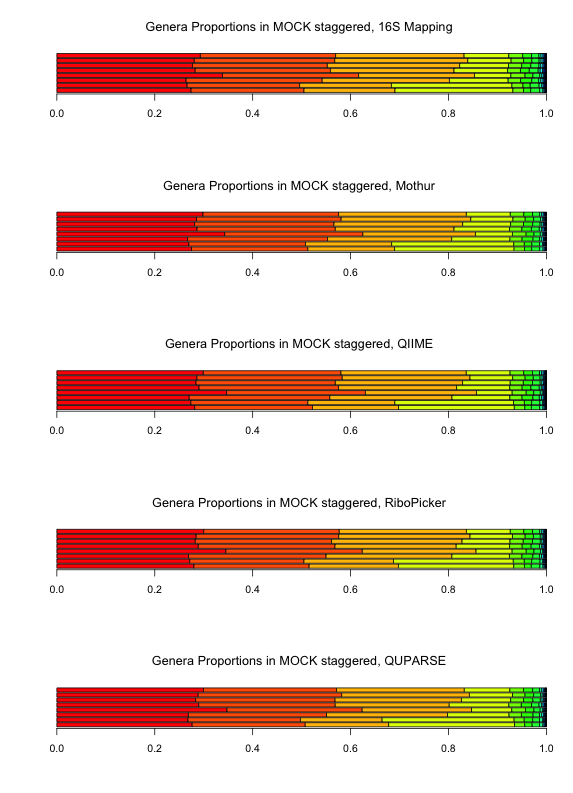 Genera Proportions in MOCK staggered, 16S Mapping
0.0 0.2 0.4 0.6 0.8 1.0
Genera Proportions in MOCK staggered, Mothur
0.0 0.2 0.4 0.6 0.8 1.0
Genera Proportions in MOCK staggered, QIIME
0.0 0.2 0.4 0.6 0.8 1.0
Genera Proportions in MOCK staggered, RiboPicker
0.0 0.2 0.4 0.6 0.8 1.0
Genera Proportions in MOCK staggered, QUPARSE
0.0 0.2 0.4 0.6 0.8 1.0